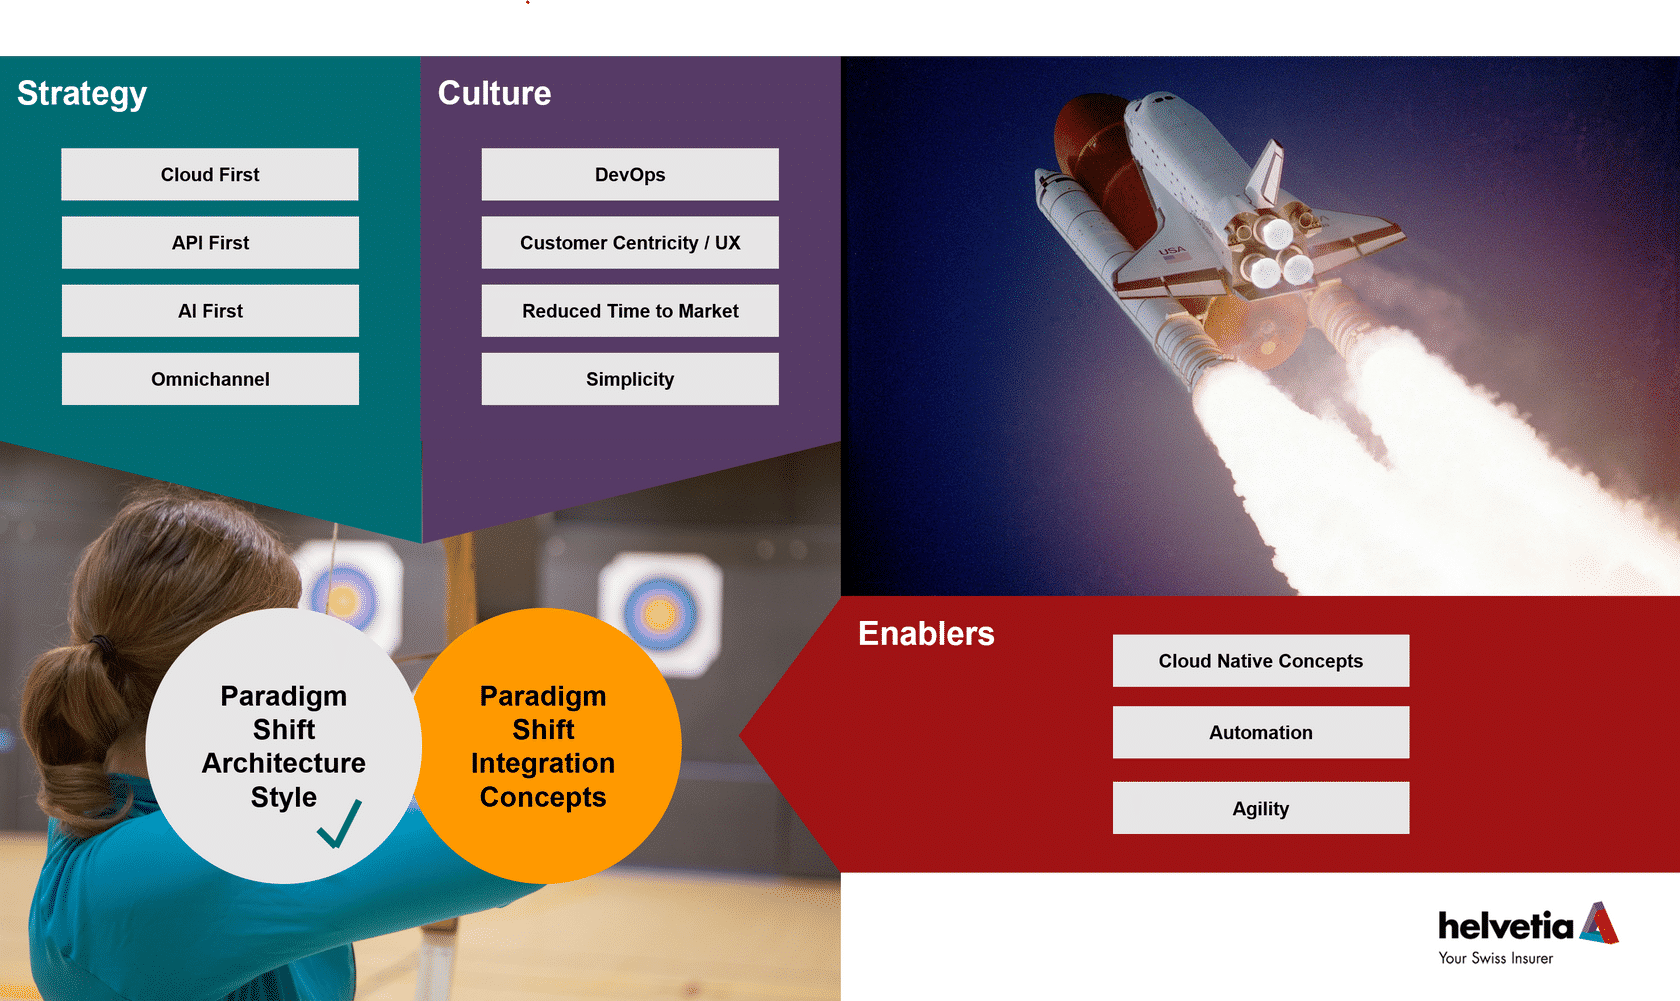 Strategy
Cloud First
API First
AI First
Omnichannel
Culture
DevOps
Customer Centricity / UX
Reduced Time to Market
Simplicity
USA
Paradigm
Shift
Architecture
Style
Paradigm
Shift
Integration
Concepts
Enablers
Cloud Native Concepts
Automation
Agility
helvetia
Your Swiss Insurer